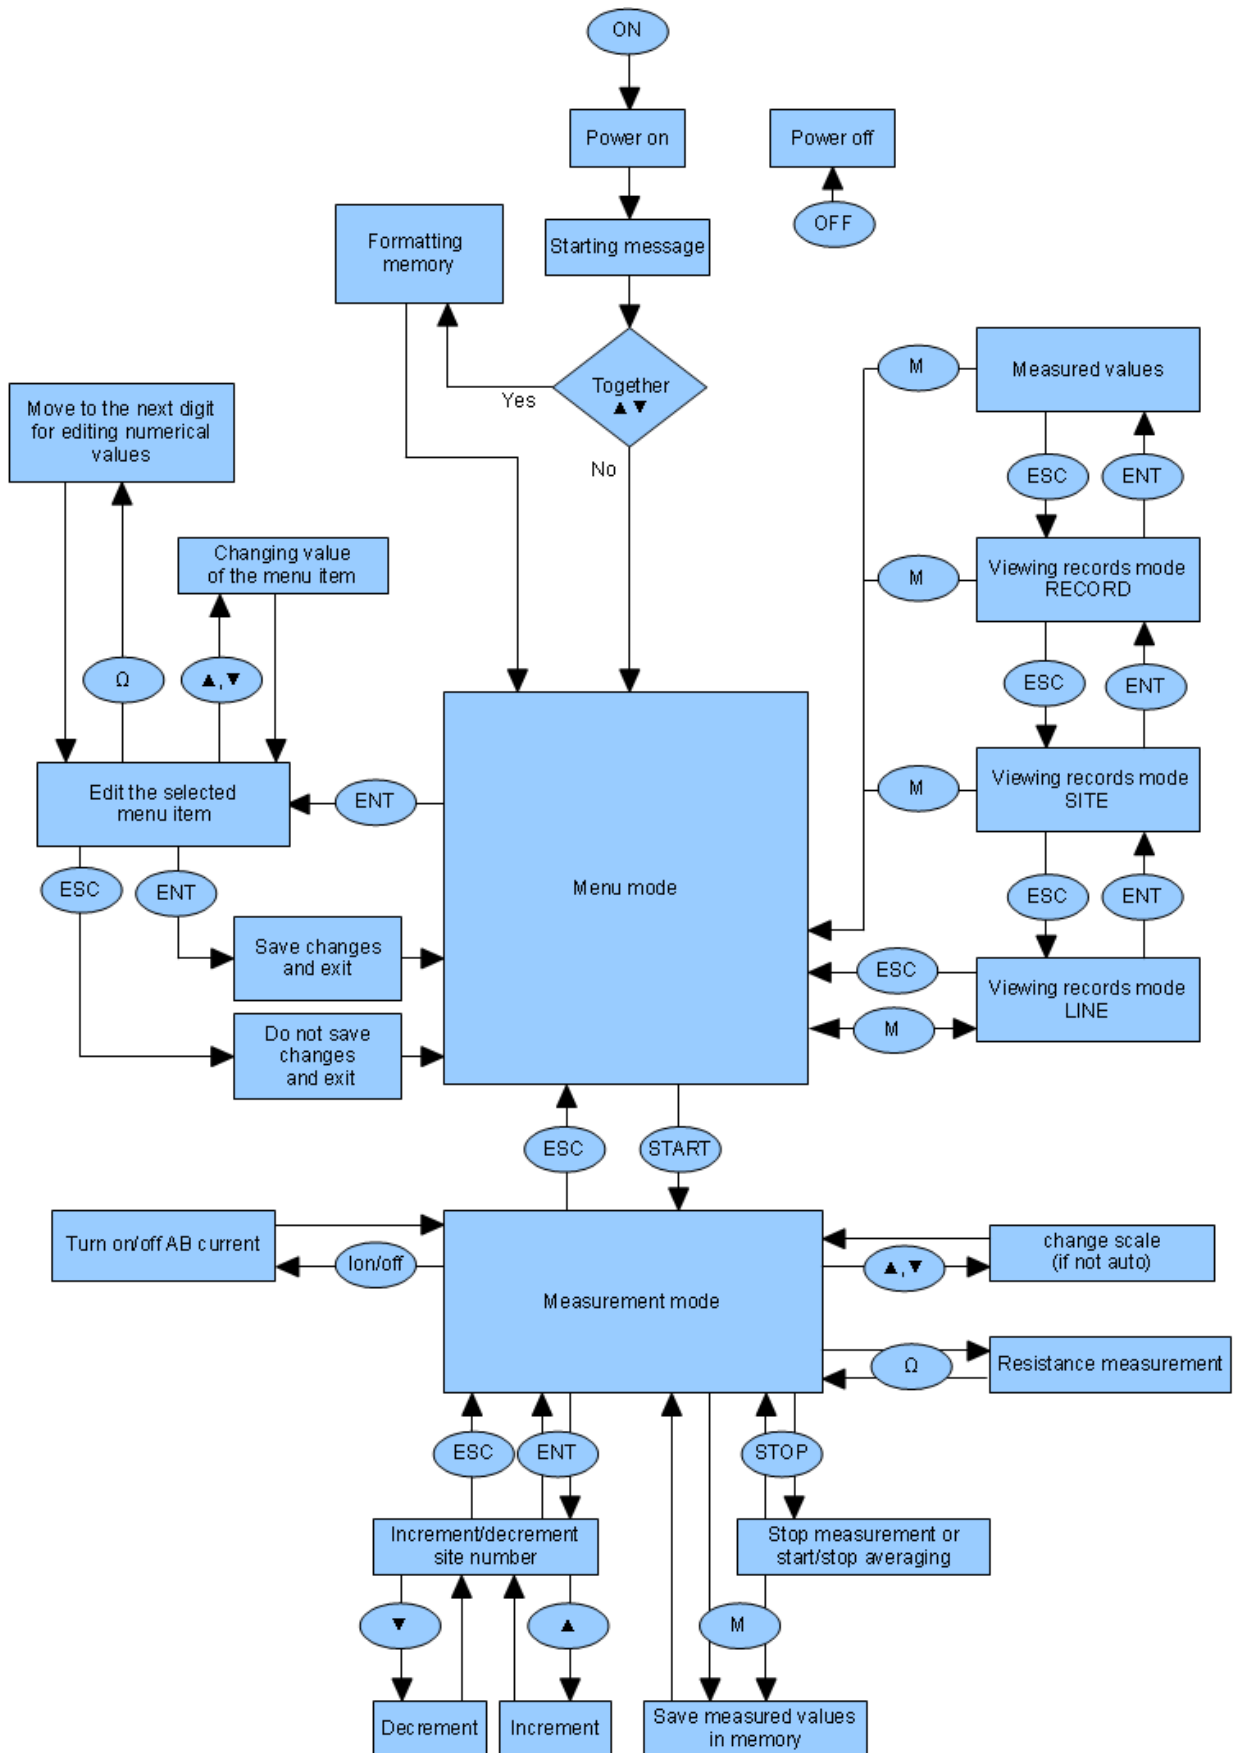 ON
Power on
Power off
OFF
Starting message
Formatting
memory
Together
▲ ▼
Yes
No
M
Measured values
ESC
ENT
Move to the next digit
for editing numerical
values
Changing value
of the menu item
M
Viewing records mode
RECORD
Ω
▲,▼
ESC
ENT
Edit the selected
menu item
ENT
M
Viewing records mode
SITE
ESC
ENT
Menu mode
ESC
ENT
Save changes
and exit
ESC
Viewing records mode
LINE
M
Do not save
changes
and exit
ESC
START
Turn on/off AB current
Ion/off
Measurement mode
▲,▼
change scale
(if not auto)
Ω
Resistance measurement
ESC
ENT
STOP
Increment/decrement
site number
Stop measurement or
start/stop averaging
▼
▲
M
Decrement
Increment
Save measured values
in memory